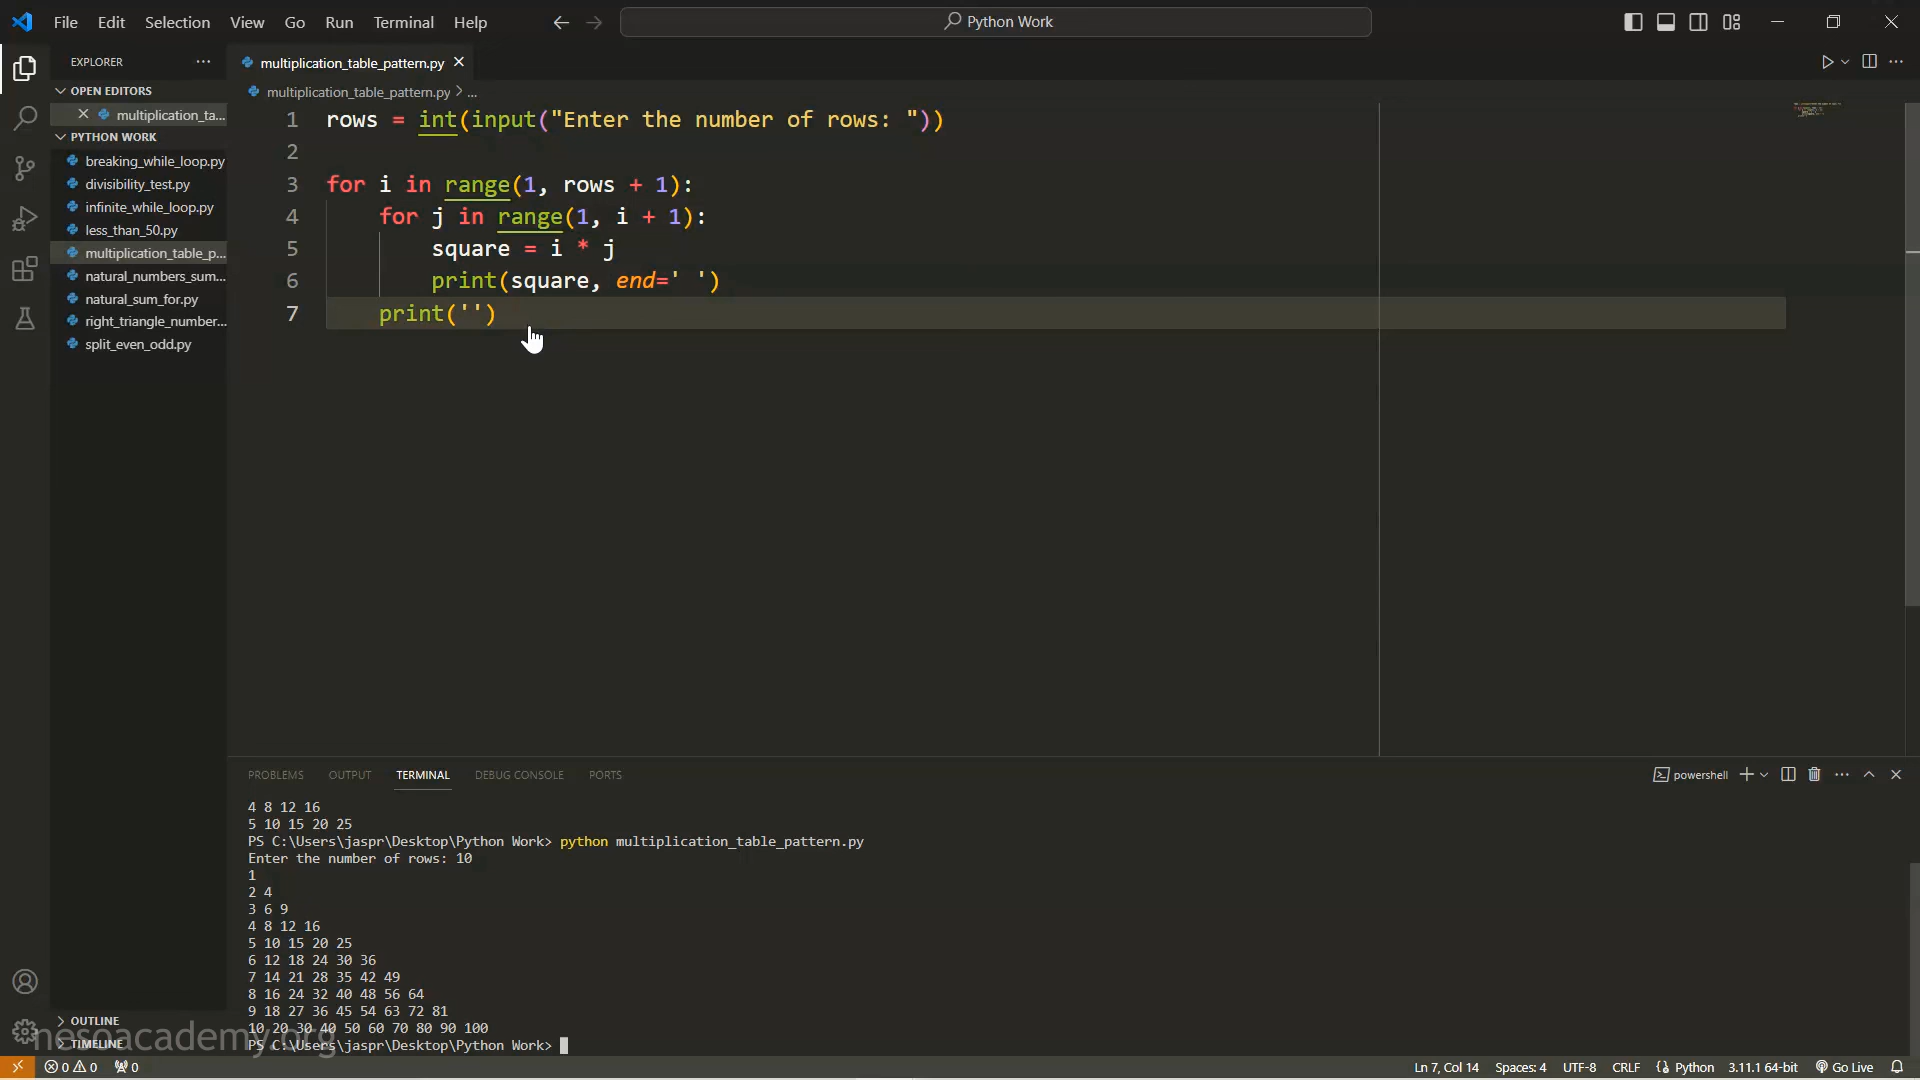 File Edit Selection View Go Run Terminal Help
Python Work
EXPLORER
OPEN EDITORS
multiplication_ta...
PYTHON WORK
breaking_while_loop.py
divisibility_test.py
infinite_while_loop.py
less_than_50.py
multiplication_table_p...
natural_numbers_sum...
natural_sum_for.py
right_triangle_number...
split_even_odd.py
OUTLINE
TIMELINE
multiplication_table_pattern.py
multiplication_table_pattern.py > ...
1 rows = int(input("Enter the number of rows: "))
2
3 for i in range(1, rows + 1):
4 for j in range(1, i + 1):
5 square = i * j
6 print(square, end=' ')
7 print('')
PROBLEMS OUTPUT TERMINAL DEBUG CONSOLE PORTS
powershell
4 8 12 16
5 10 15 20 25
PS C:\Users\jaspr\Desktop\Python Work> python multiplication_table_pattern.py
Enter the number of rows: 10
1
2 4
3 6 9
4 8 12 16
5 10 15 20 25
6 12 18 24 30 36
7 14 21 28 35 42 49
8 16 24 32 40 48 56 64
9 18 27 36 45 54 63 72 81
10 20 30 40 50 60 70 80 90 100
PS C:\Users\jaspr\Desktop\Python Work>
nesoacademy.org
0 0 0
Ln 7, Col 14 Spaces: 4 UTF-8 CRLF Python 3.11.1 64-bit Go Live